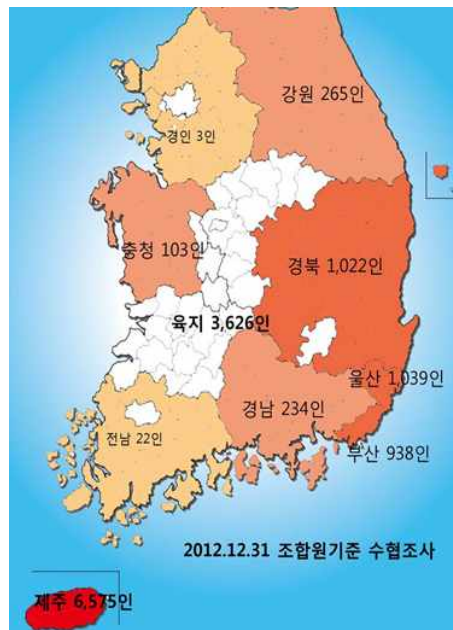 강원 265인
경인 3인
충청 103인
경북 1,022인
육지 3,626인
울산 1,039인
경남 234인
전남 22인
부산 938인
2012.12.31 조합원기준 수협조사
제주 6,575인